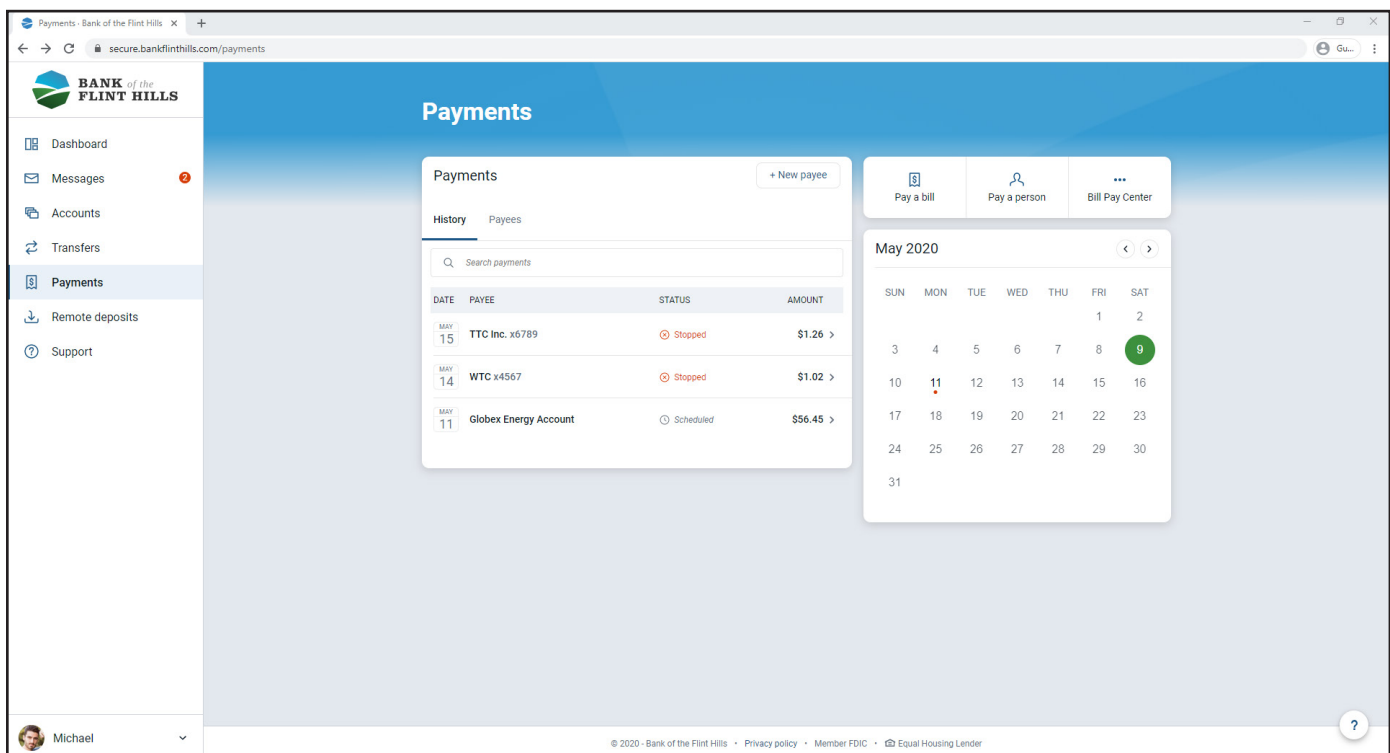 Payments - Bank of the Flint Hills
secure.bankflinthills.com/payments
Gu...
BANK of the
FLINT HILLS
Dashboard
Messages 2
Accounts
Transfers
Payments
Remote deposits
Support
Michael
Payments
Payments
+ New payee
History Payees
Search payments
DATE PAYEE STATUS AMOUNT
MAY
15 TTC Inc. x6789 Stopped $1.26
MAY
14 WTC x4567 Stopped $1.02
MAY
11 Globex Energy Account Scheduled $56.45
Pay a bill Pay a person Bill Pay Center
May 2020
SUN MON TUE WED THU FRI SAT
1 2
3 4 5 6 7 8 9
10 11 12 13 14 15 16
17 18 19 20 21 22 23
24 25 26 27 28 29 30
31
?
© 2020 - Bank of the Flint Hills • Privacy policy • Member FDIC • Equal Housing Lender